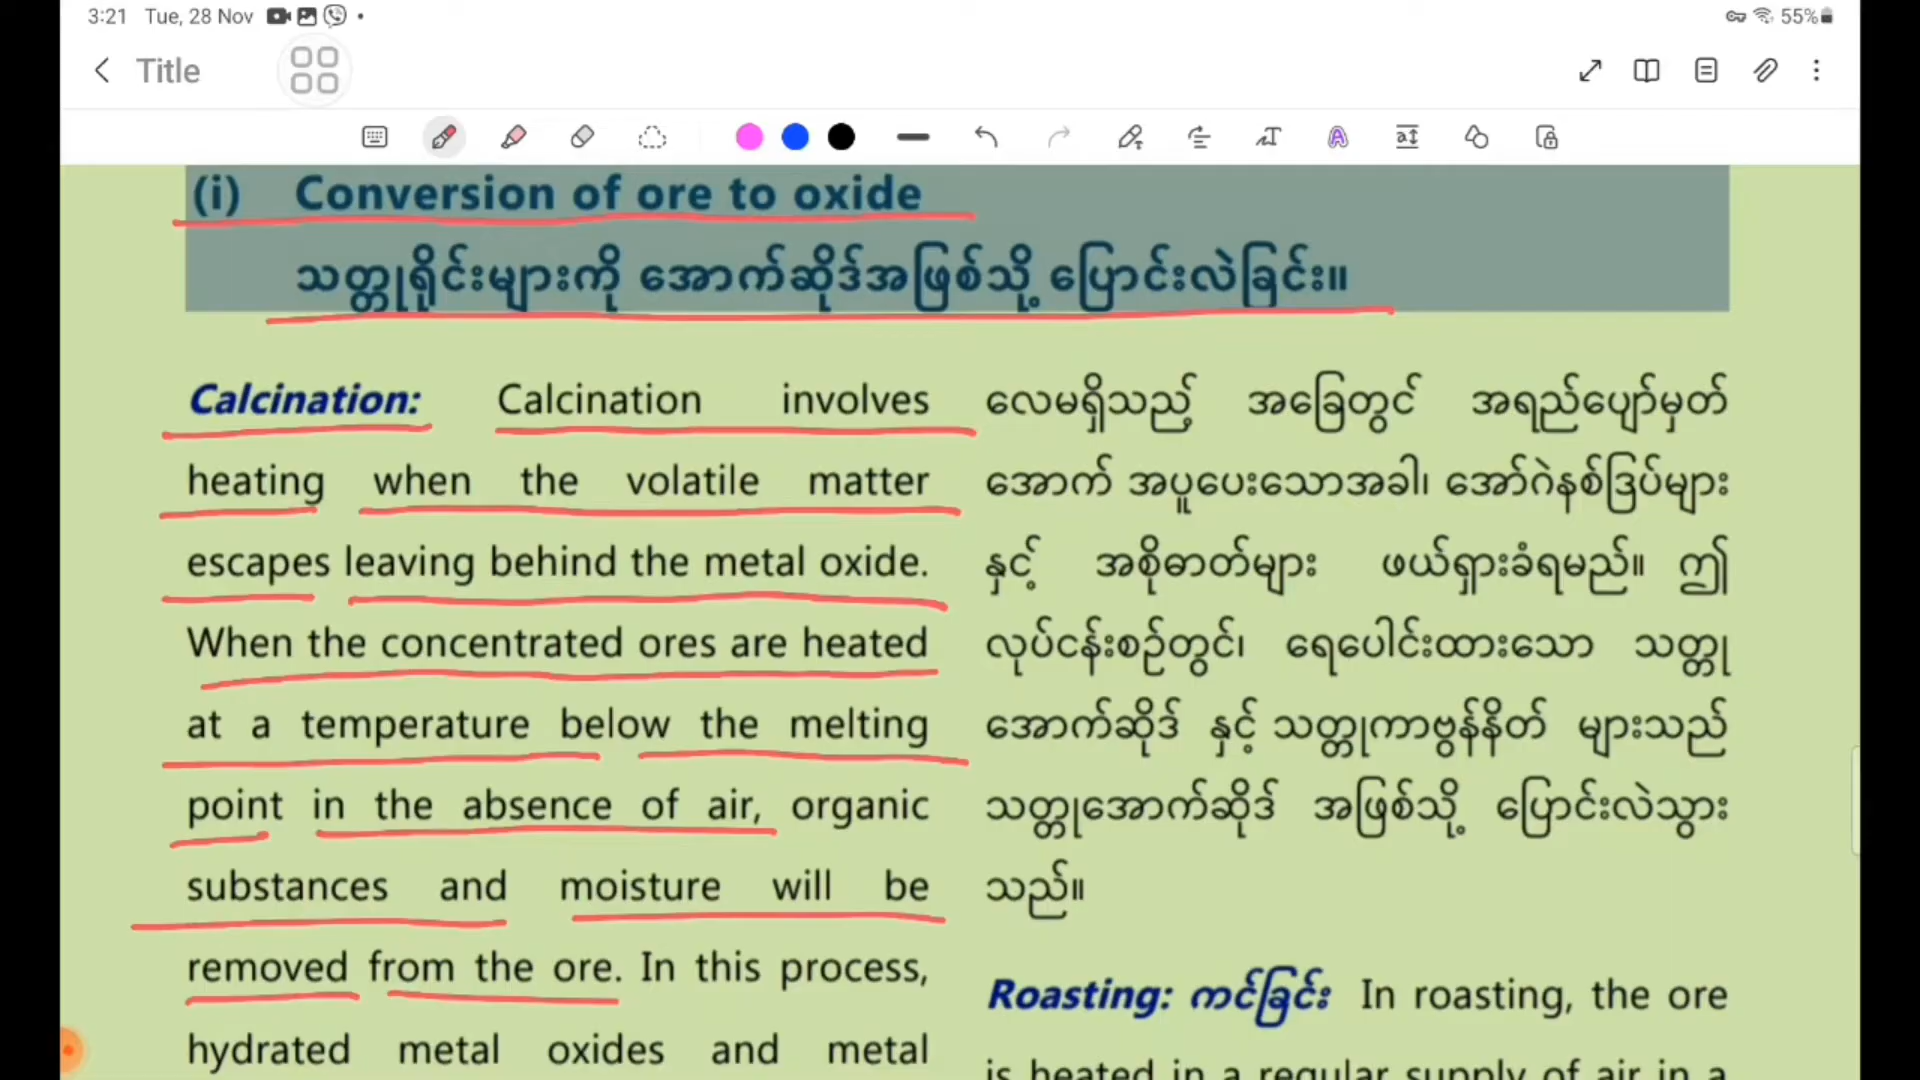 3:21 Tue, 28 Nov
55%
Title
(i) Conversion of ore to oxide
သတ္တုရိုင်းများကို အောက်ဆိုဒ်အဖြစ်သို့ ပြောင်းလဲခြင်း။
Calcination: Calcination involves
heating when the volatile matter
escapes leaving behind the metal oxide.
When the concentrated ores are heated
at a temperature below the melting
point in the absence of air, organic
substances and moisture will be
removed from the ore. In this process,
hydrated metal oxides and metal
လေမရှိသည့် အခြေတွင် အရည်ပျော်မှတ်
အောက် အပူပေးသောအခါ၊ အော်ဂဲနစ်ဒြပ်များ
နှင့် အစိုဓာတ်များ ဖယ်ရှားခံရမည်။ ဤ
လုပ်ငန်းစဉ်တွင်၊ ရေပေါင်းထားသော သတ္တု
အောက်ဆိုဒ် နှင့် သတ္တုကာဗွန်နိတ် များသည်
သတ္တုအောက်ဆိုဒ် အဖြစ်သို့ ပြောင်းလဲသွား
သည်။
Roasting: ကင်ခြင်း In roasting, the ore
is heated in a regular supply of air in a